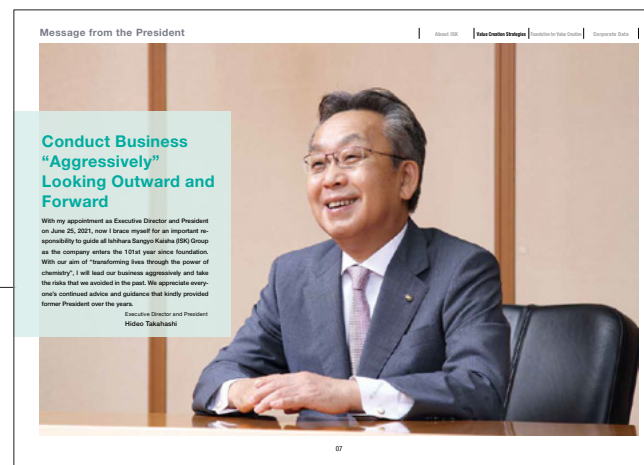 Message from the President
About ISK
Value Creation Strategies
Foundation for Value Creation
Corporate Data
Conduct Business
“Aggressively”
Looking Outward and
Forward
With my appointment as Executive Director and President
on June 25, 2021, now I brace myself for an important re-
sponsibility to guide all Ishihara Sangyo Kaisha (ISK) Group
as the company enters the 101st year since foundation.
With our aim of “transforming lives through the power of
chemistry”, I will lead our business aggressively and take
the risks that we avoided in the past. We appreciate every-
one’s continued advice and guidance that kindly provided
former President over the years.
Executive Director and President
Hideo Takahashi
07